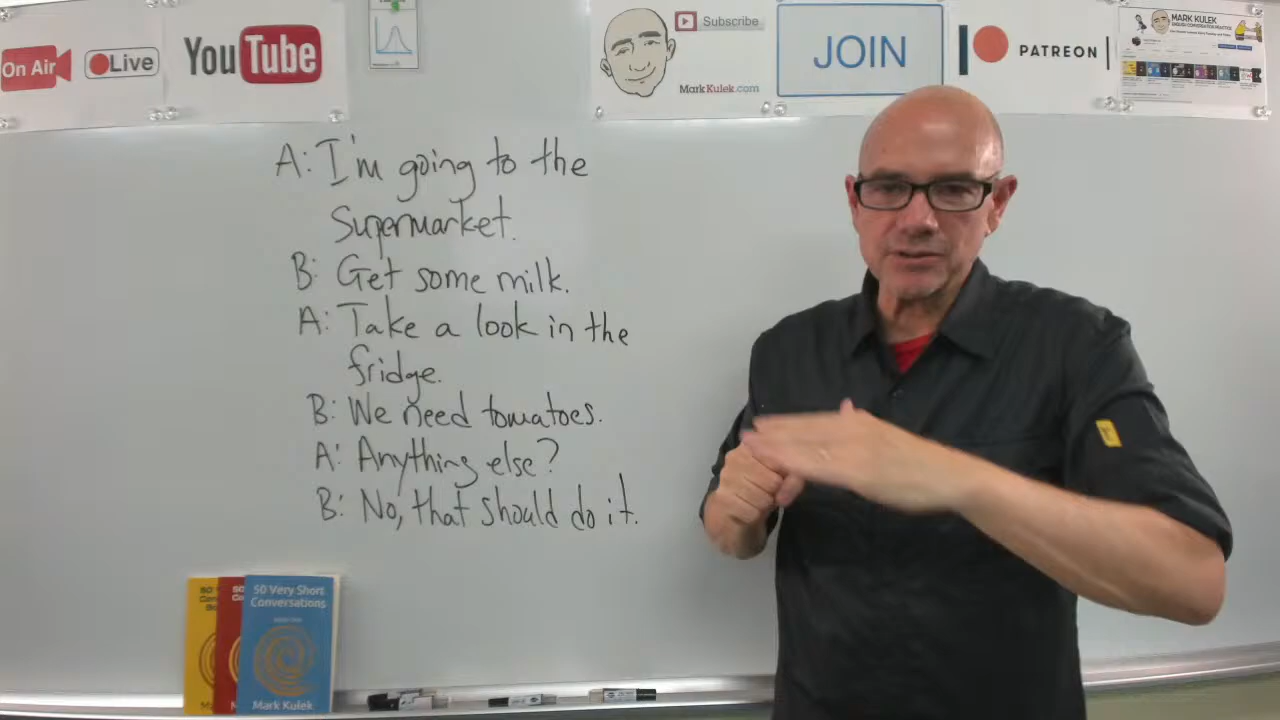 On Air
Live
YouTube
Subscribe
MarkKulek.com
JOIN
PATREON
MARK KULEK
A: I'm going to the
Supermarket.
B: Get some milk.
A: Take a look in the
fridge.
B: We need tomatoes.
A: Anything else?
B: No, that should do it.
50 Very Short
Conversations
Mark Kulek